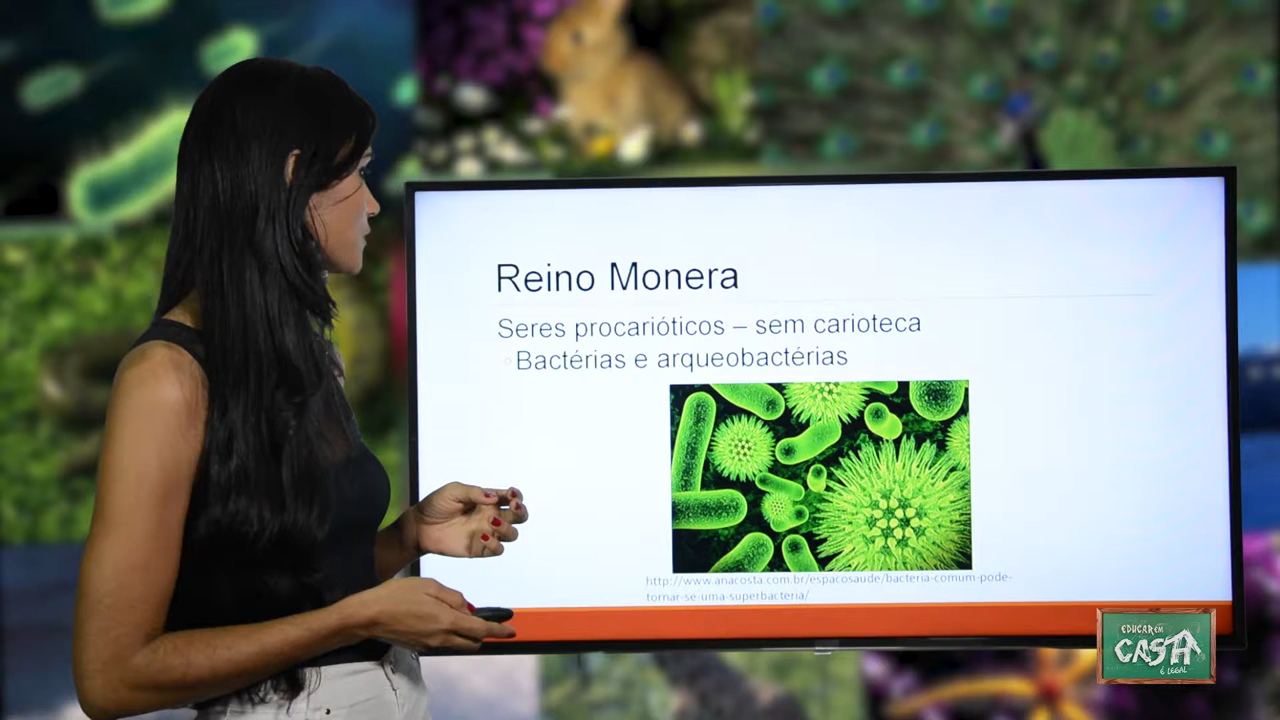 Reino Monera
Seres procarióticos – sem carioteca
Bactérias e arqueobactérias
http://www.anacosta.com.br/espacosaude/bacteria-comum-pode-
tornar-se-uma-superbacteria/
EDUCAR EM
CASA
É LEGAL